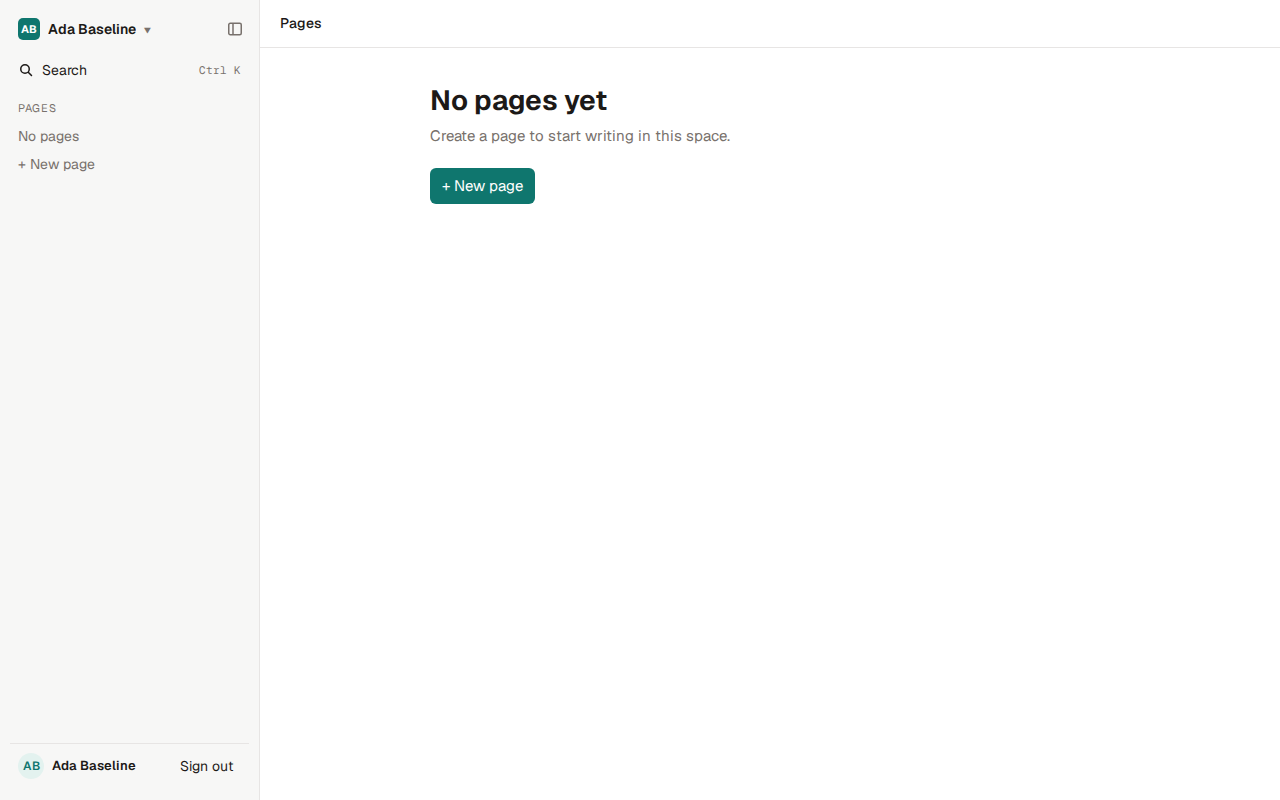 AB Ada Baseline ▾
Search Ctrl K
PAGES
No pages
+ New page
AB Ada Baseline Sign out
Pages
No pages yet
Create a page to start writing in this space.
+ New page